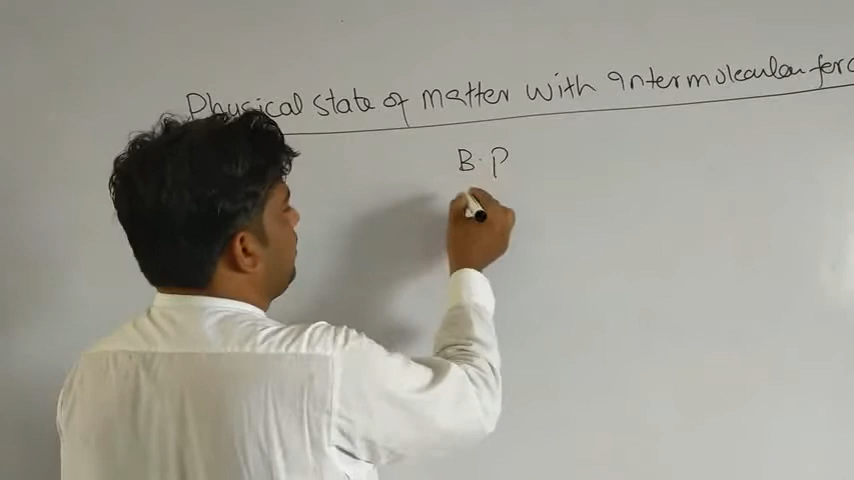 Physical state of matter with intermolecular forc
B.P